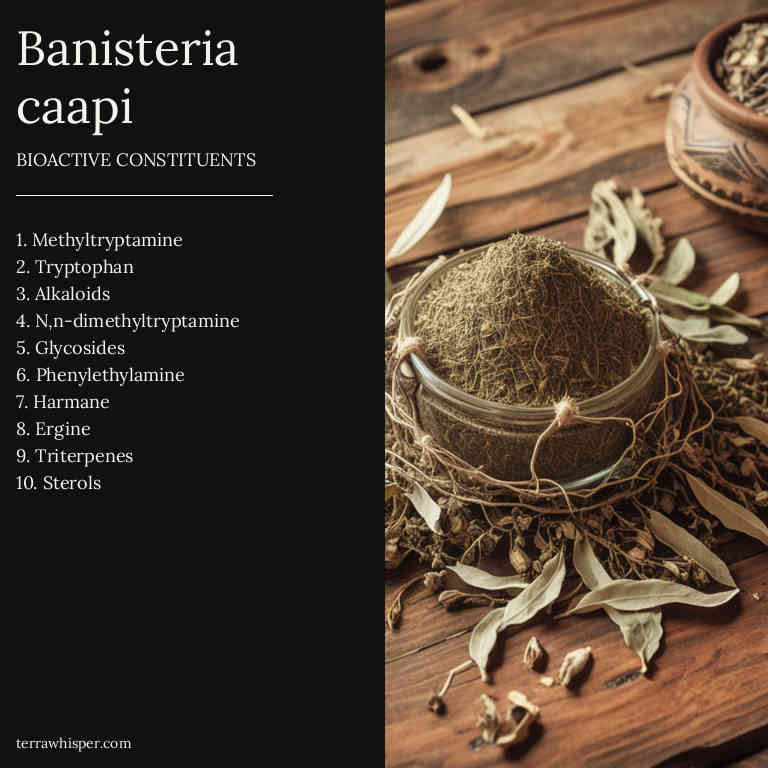 Banisteria
caapi
BIOACTIVE CONSTITUENTS
1. Methyltryptamine
2. Tryptophan
3. Alkaloids
4. N,n-dimethyltryptamine
5. Glycosides
6. Phenylethylamine
7. Harmane
8. Ergine
9. Triterpenes
10. Sterols
terrawhisper.com